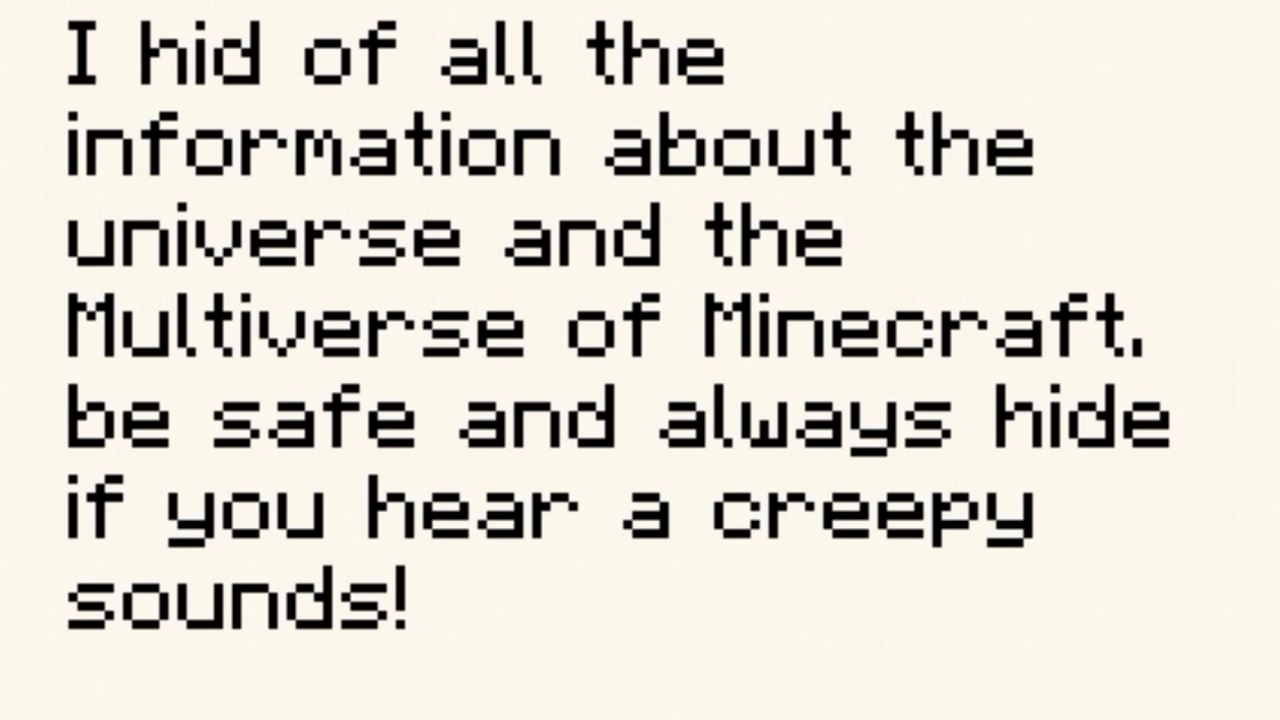 I hid of all the
information about the
universe and the
Multiverse of Minecraft.
be safe and always hide
if you hear a creepy
sounds!